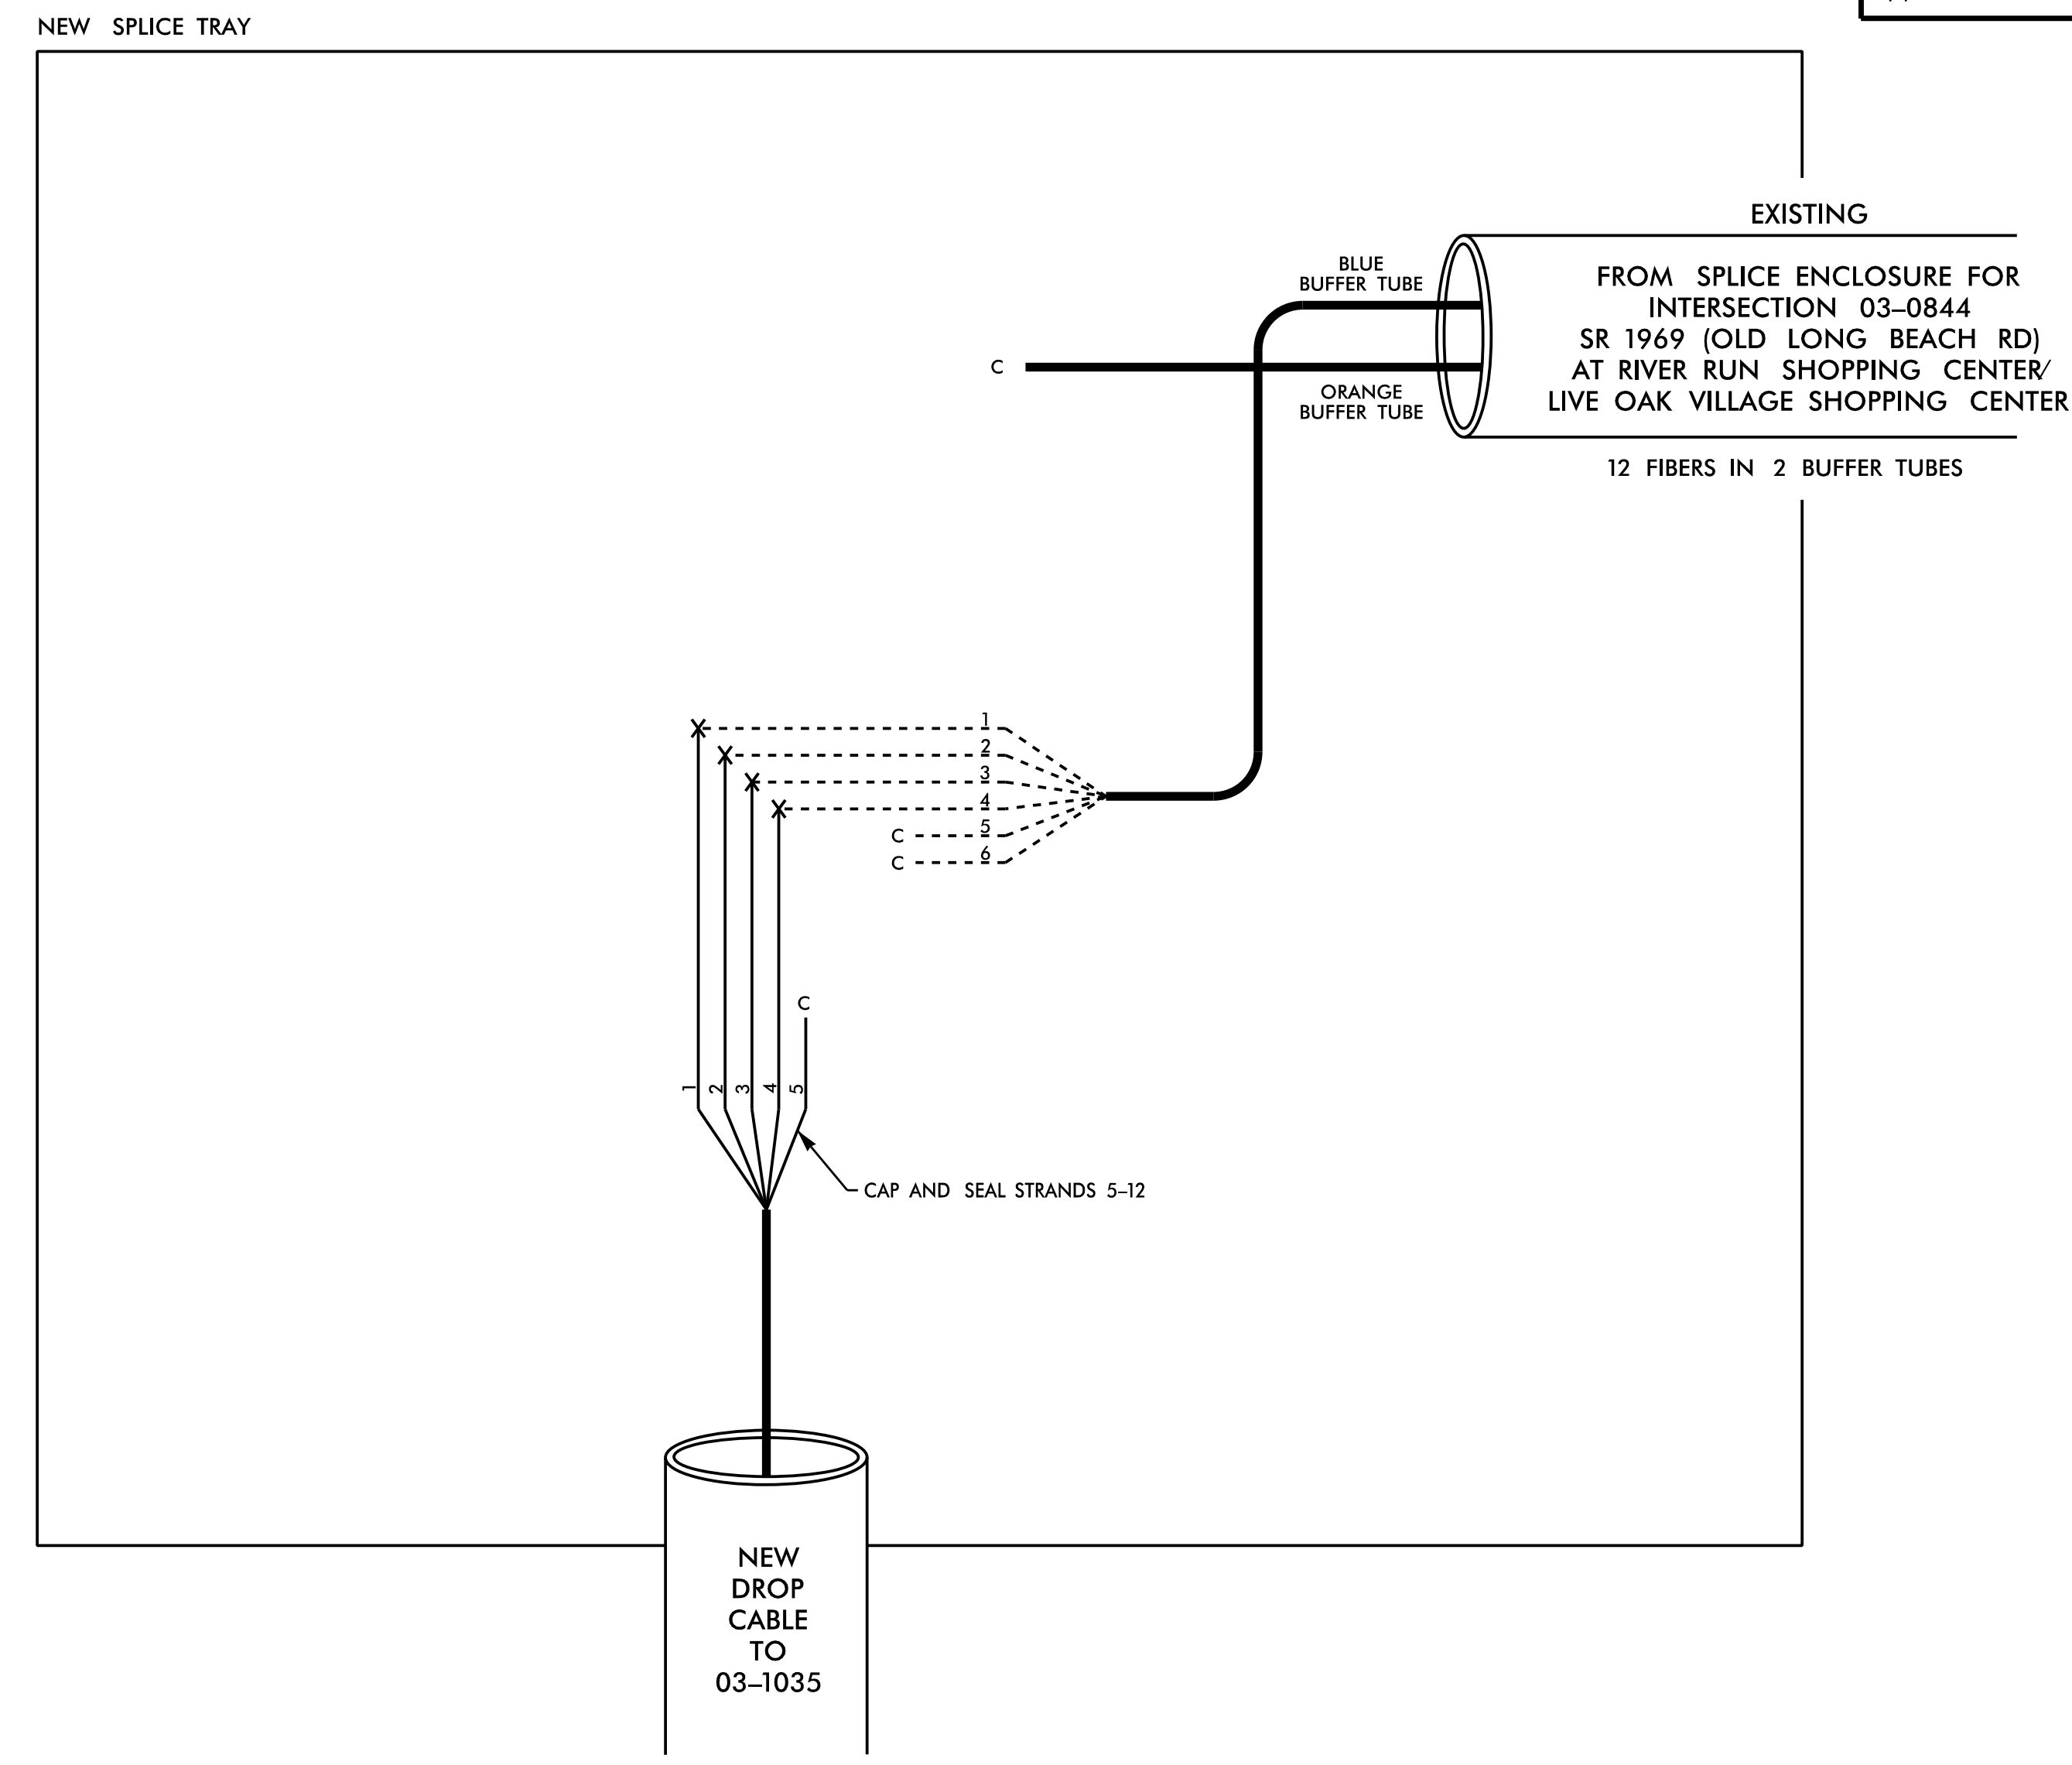 NEW SPLICE TRAY
EXISTING
FROM SPLICE ENCLOSURE FOR
INTERSECTION 03–0844
SR 1969 (OLD LONG BEACH RD)
AT RIVER RUN SHOPPING CENTER/
LIVE OAK VILLAGE SHOPPING CENTER
12 FIBERS IN 2 BUFFER TUBES
BLUE
BUFFER TUBE
C
ORANGE
BUFFER TUBE
1
2
3
4
C 5
C 6
C
1 2 3 4 5
CAP AND SEAL STRANDS 5–12
NEW
DROP
CABLE
TO
03–1035